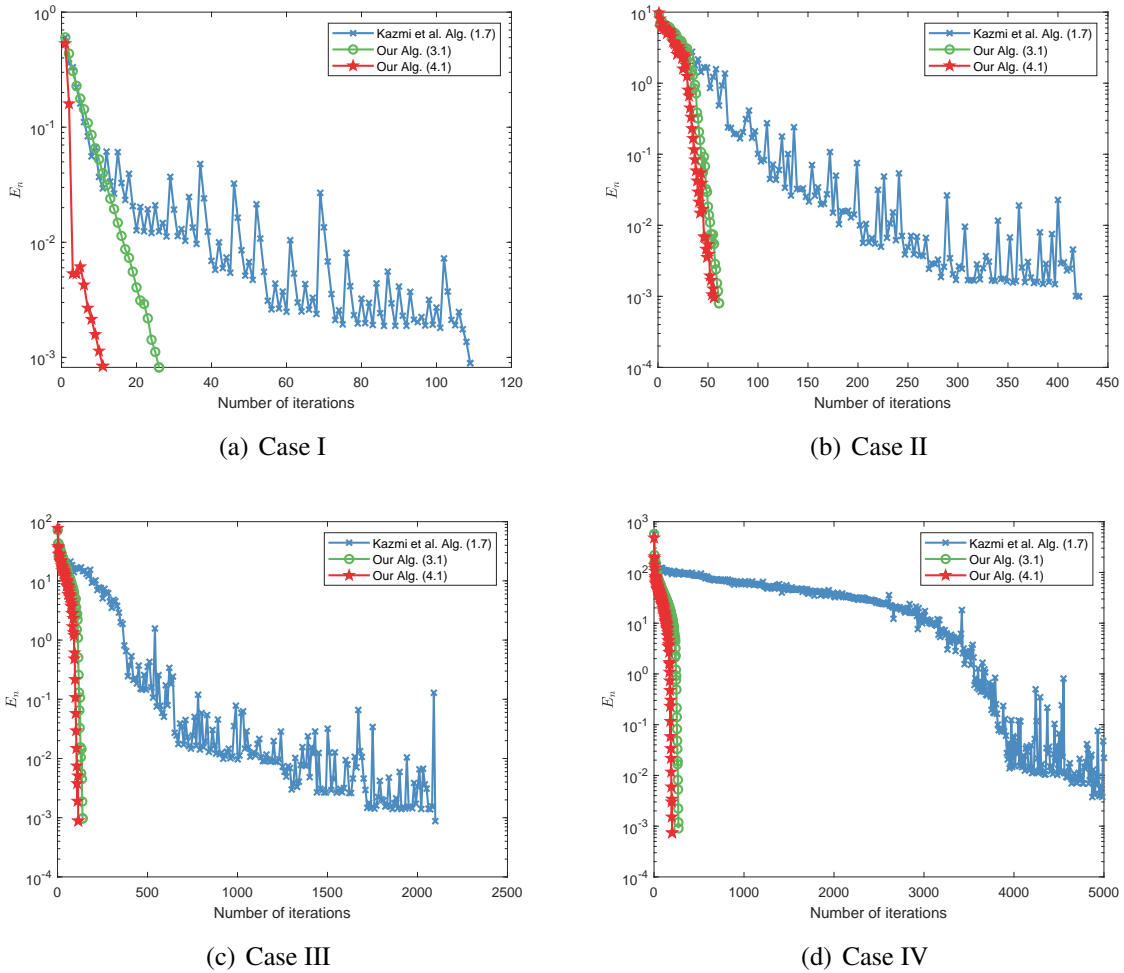 10^0
10^-1
10^-2
10^-3
E_n
0 20 40 60 80 100 120
Number of iterations
Kazmi et al. Alg. (1.7)
Our Alg. (3.1)
Our Alg. (4.1)
(a) Case I
10^1
10^0
10^-1
10^-2
10^-3
10^-4
E_n
0 50 100 150 200 250 300 350 400 450
Number of iterations
Kazmi et al. Alg. (1.7)
Our Alg. (3.1)
Our Alg. (4.1)
(b) Case II
10^2
10^1
10^0
10^-1
10^-2
10^-3
10^-4
E_n
0 500 1000 1500 2000 2500
Number of iterations
Kazmi et al. Alg. (1.7)
Our Alg. (3.1)
Our Alg. (4.1)
(c) Case III
10^3
10^2
10^1
10^0
10^-1
10^-2
10^-3
10^-4
E_n
0 1000 2000 3000 4000 5000
Number of iterations
Kazmi et al. Alg. (1.7)
Our Alg. (3.1)
Our Alg. (4.1)
(d) Case IV